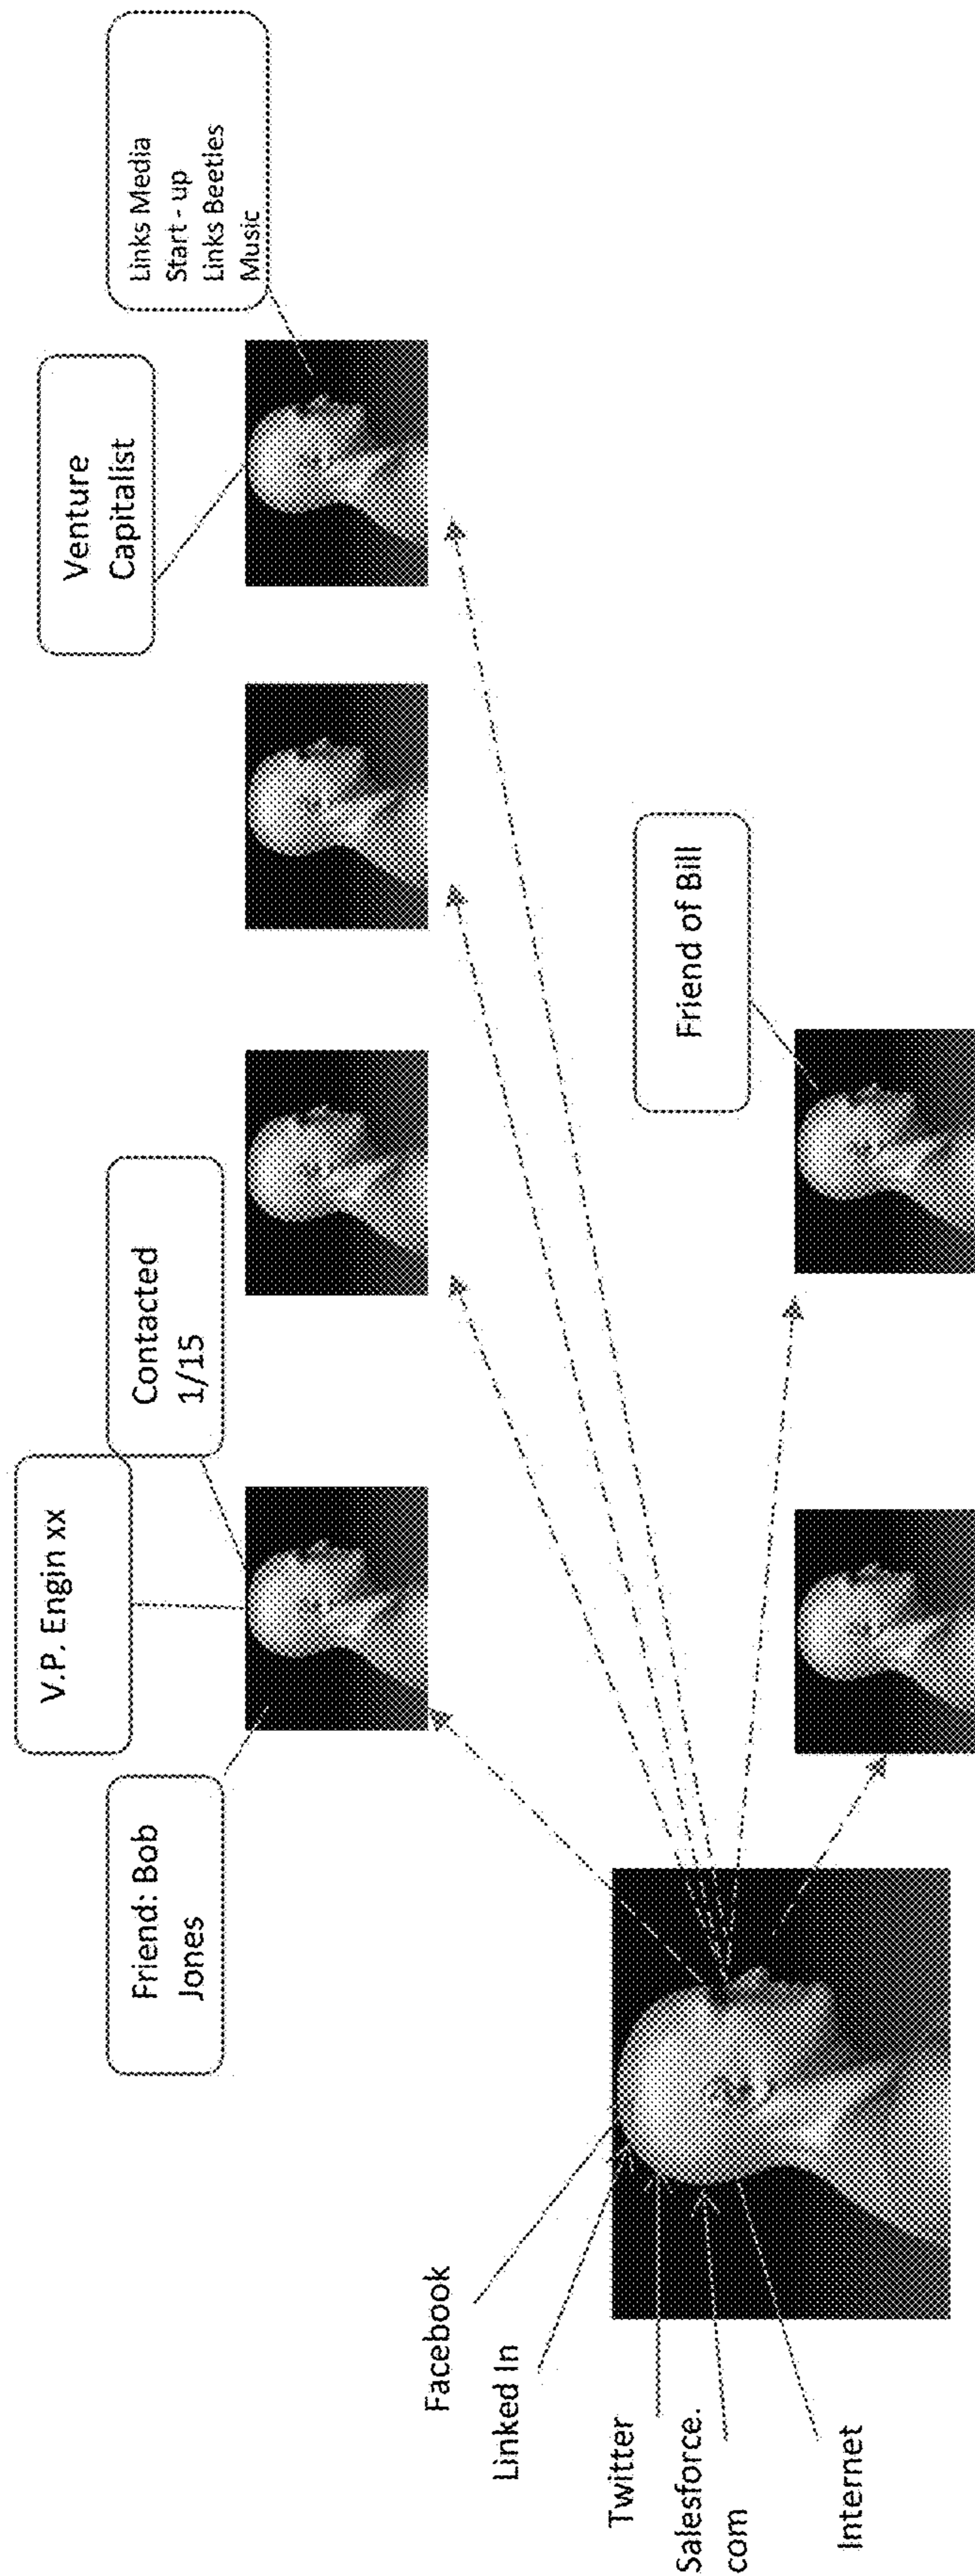 Facebook
Linked In
Twitter
Salesforce.
com
Internet
Friend: Bob
Jones
V.P. Engin xx
Contacted
1/15
Venture
Capitalist
Links Media
Start - up
Links Beetles
Music
Friend of Bill